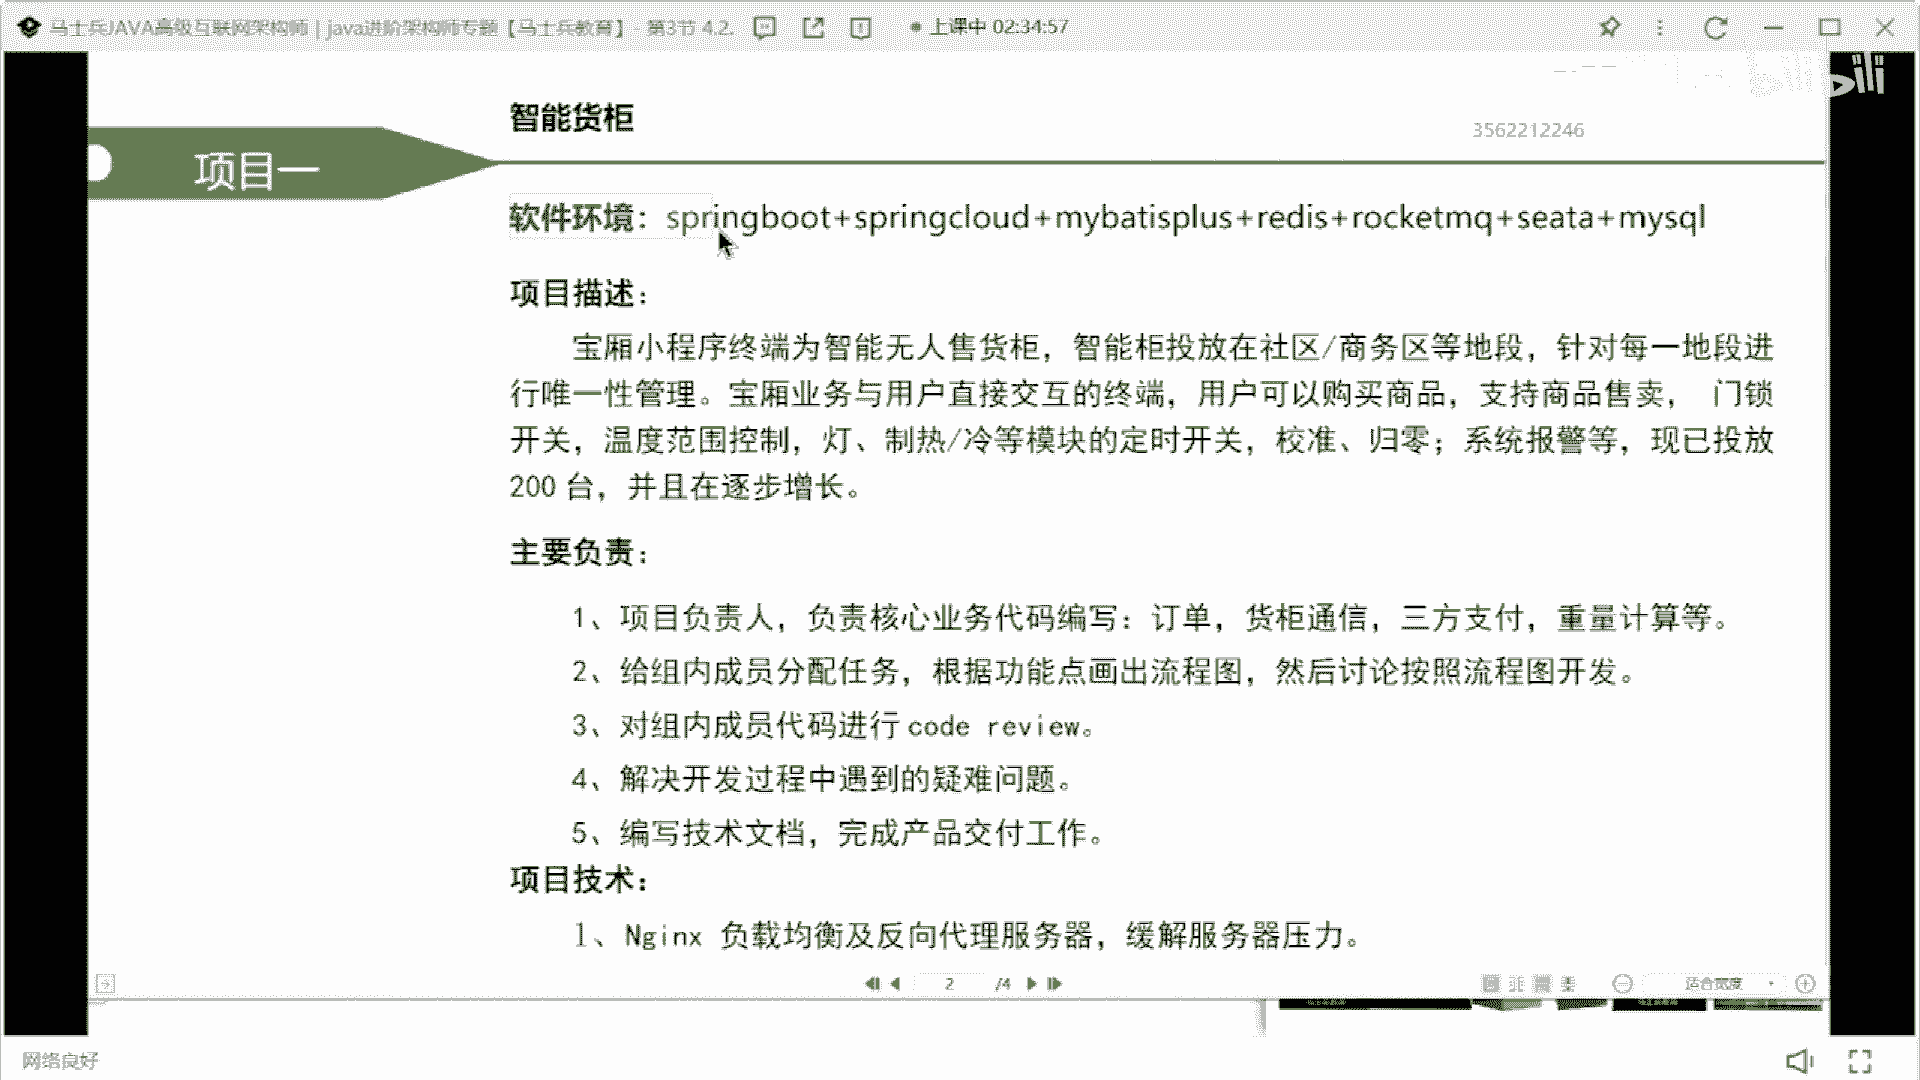 马士兵JAVA高级互联网架构师 | java进阶架构师专题【马士兵教育】 - 第3节 4.2.
上课中 02:34:57
bilibili
智能货柜
3562212246
项目一
软件环境：springboot+springcloud+mybatisplus+redis+rocketmq+seata+mysql
项目描述：
宝厢小程序终端为智能无人售货柜，智能柜投放在社区/商务区等地段，针对每一地段进
行唯一性管理。宝厢业务与用户直接交互的终端，用户可以购买商品，支持商品售卖， 门锁
开关，温度范围控制，灯、制热/冷等模块的定时开关，校准、归零；系统报警等，现已投放
200 台，并且在逐步增长。
主要负责：
1、项目负责人，负责核心业务代码编写：订单，货柜通信，三方支付，重量计算等。
2、给组内成员分配任务，根据功能点画出流程图，然后讨论按照流程图开发。
3、对组内成员代码进行 code review。
4、解决开发过程中遇到的疑难问题。
5、编写技术文档，完成产品交付工作。
项目技术：
1、Nginx 负载均衡及反向代理服务器，缓解服务器压力。
2 /4
适合宽度
网络良好